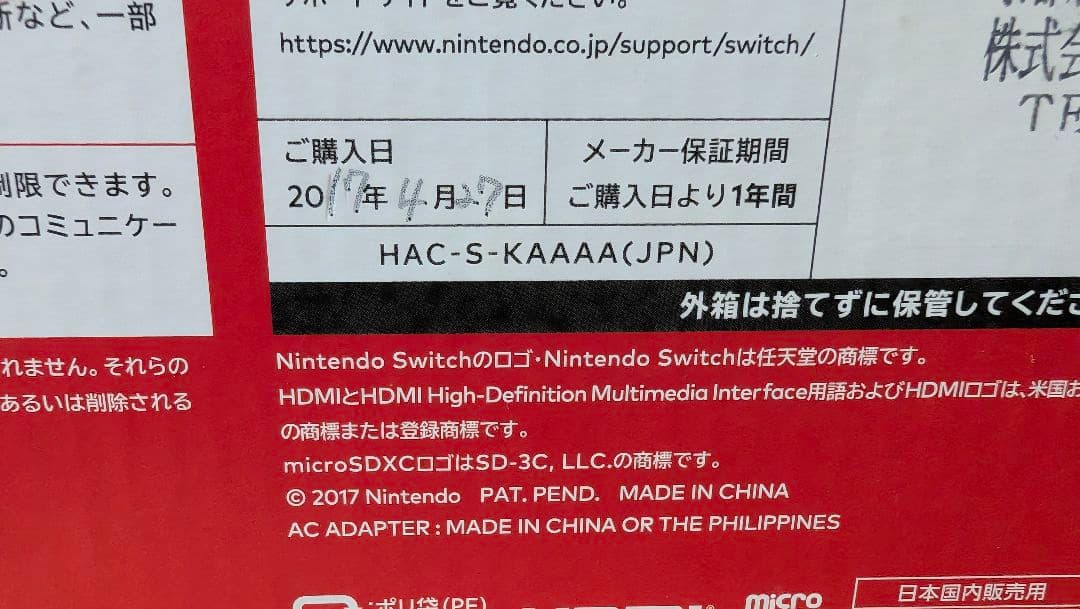 所など、一部
制限できます。
のコミュニケー
https://www.nintendo.co.jp/support/switch/
ご購入日
2017年 4月27日
メーカー保証期間
ご購入日より1年間
HAC-S-KAAAA(JPN)
株式会
外箱は捨てずに保管してくださ
れません。それらの
あるいは削除される
Nintendo Switchのロゴ・Nintendo Switchは任天堂の商標です。
HDMIとHDMI High-Definition Multimedia Interface用語およびHDMIロゴは、米国お
の商標または登録商標です。
microSDXCロゴはSD-3C, LLC.の商標です。
© 2017 Nintendo PAT. PEND. MADE IN CHINA
AC ADAPTER : MADE IN CHINA OR THE PHILIPPINES
:ポリ袋(PE)
micro
日本国内販売用